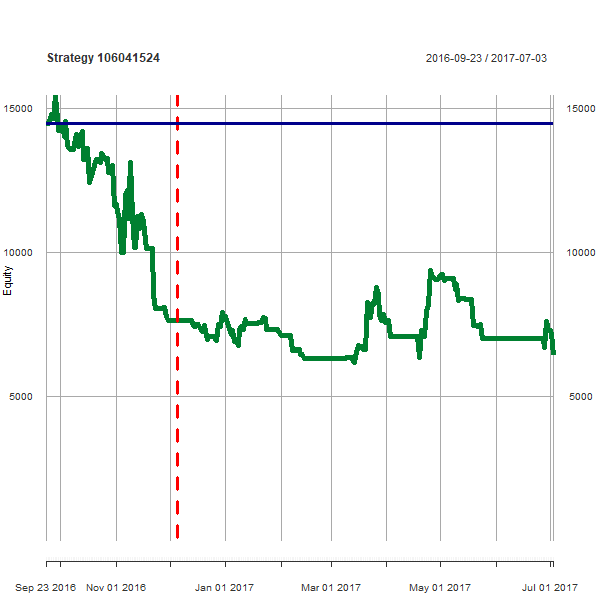 Strategy 106041524
2016-09-23 / 2017-07-03
15000
15000
10000
10000
5000
5000
Equity
Sep 23 2016
Nov 01 2016
Jan 01 2017
Mar 01 2017
May 01 2017
Jul 01 2017